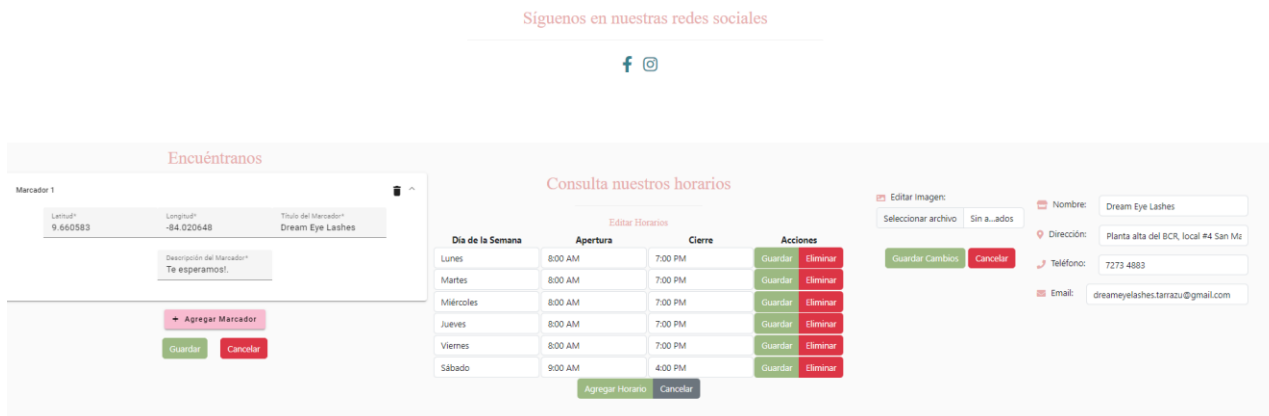 Síguenos en nuestras redes sociales
Encuéntranos
Marcador 1
Latitud*
9.660583
Longitud*
-84.020648
Título del Marcador*
Dream Eye Lashes
Descripción del Marcador*
Te esperamos!.
+ Agregar Marcador
Guardar Cancelar
Consulta nuestros horarios
Editar Horarios
Día de la Semana Apertura Cierre Acciones
Lunes 8:00 AM 7:00 PM Guardar Eliminar
Martes 8:00 AM 7:00 PM Guardar Eliminar
Miércoles 8:00 AM 7:00 PM Guardar Eliminar
Jueves 8:00 AM 7:00 PM Guardar Eliminar
Viernes 8:00 AM 7:00 PM Guardar Eliminar
Sábado 9:00 AM 4:00 PM Guardar Eliminar
Agregar Horario Cancelar
Editar Imagen:
Seleccionar archivo Sin a...ados
Guardar Cambios Cancelar
Nombre: Dream Eye Lashes
Dirección: Planta alta del BCR, local #4 San Ma
Teléfono: 7273 4883
Email: dreameyelashes.tarrazu@gmail.com